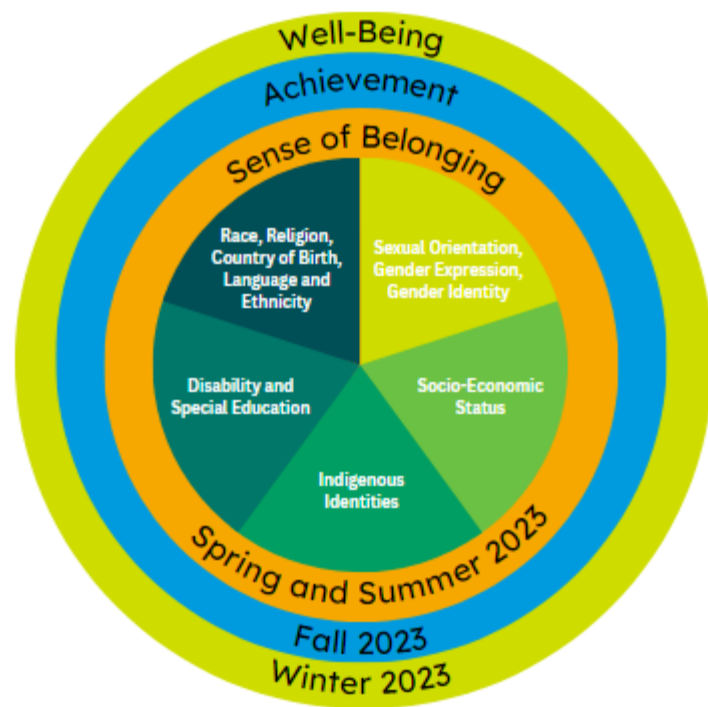 Well-Being
Achievement
Sense of Belonging
Race, Religion,
Country of Birth,
Language and
Ethnicity
Sexual Orientation,
Gender Expression,
Gender Identity
Disability and
Special Education
Socio-Economic
Status
Indigenous
Identities
Spring and Summer 2023
Fall 2023
Winter 2023